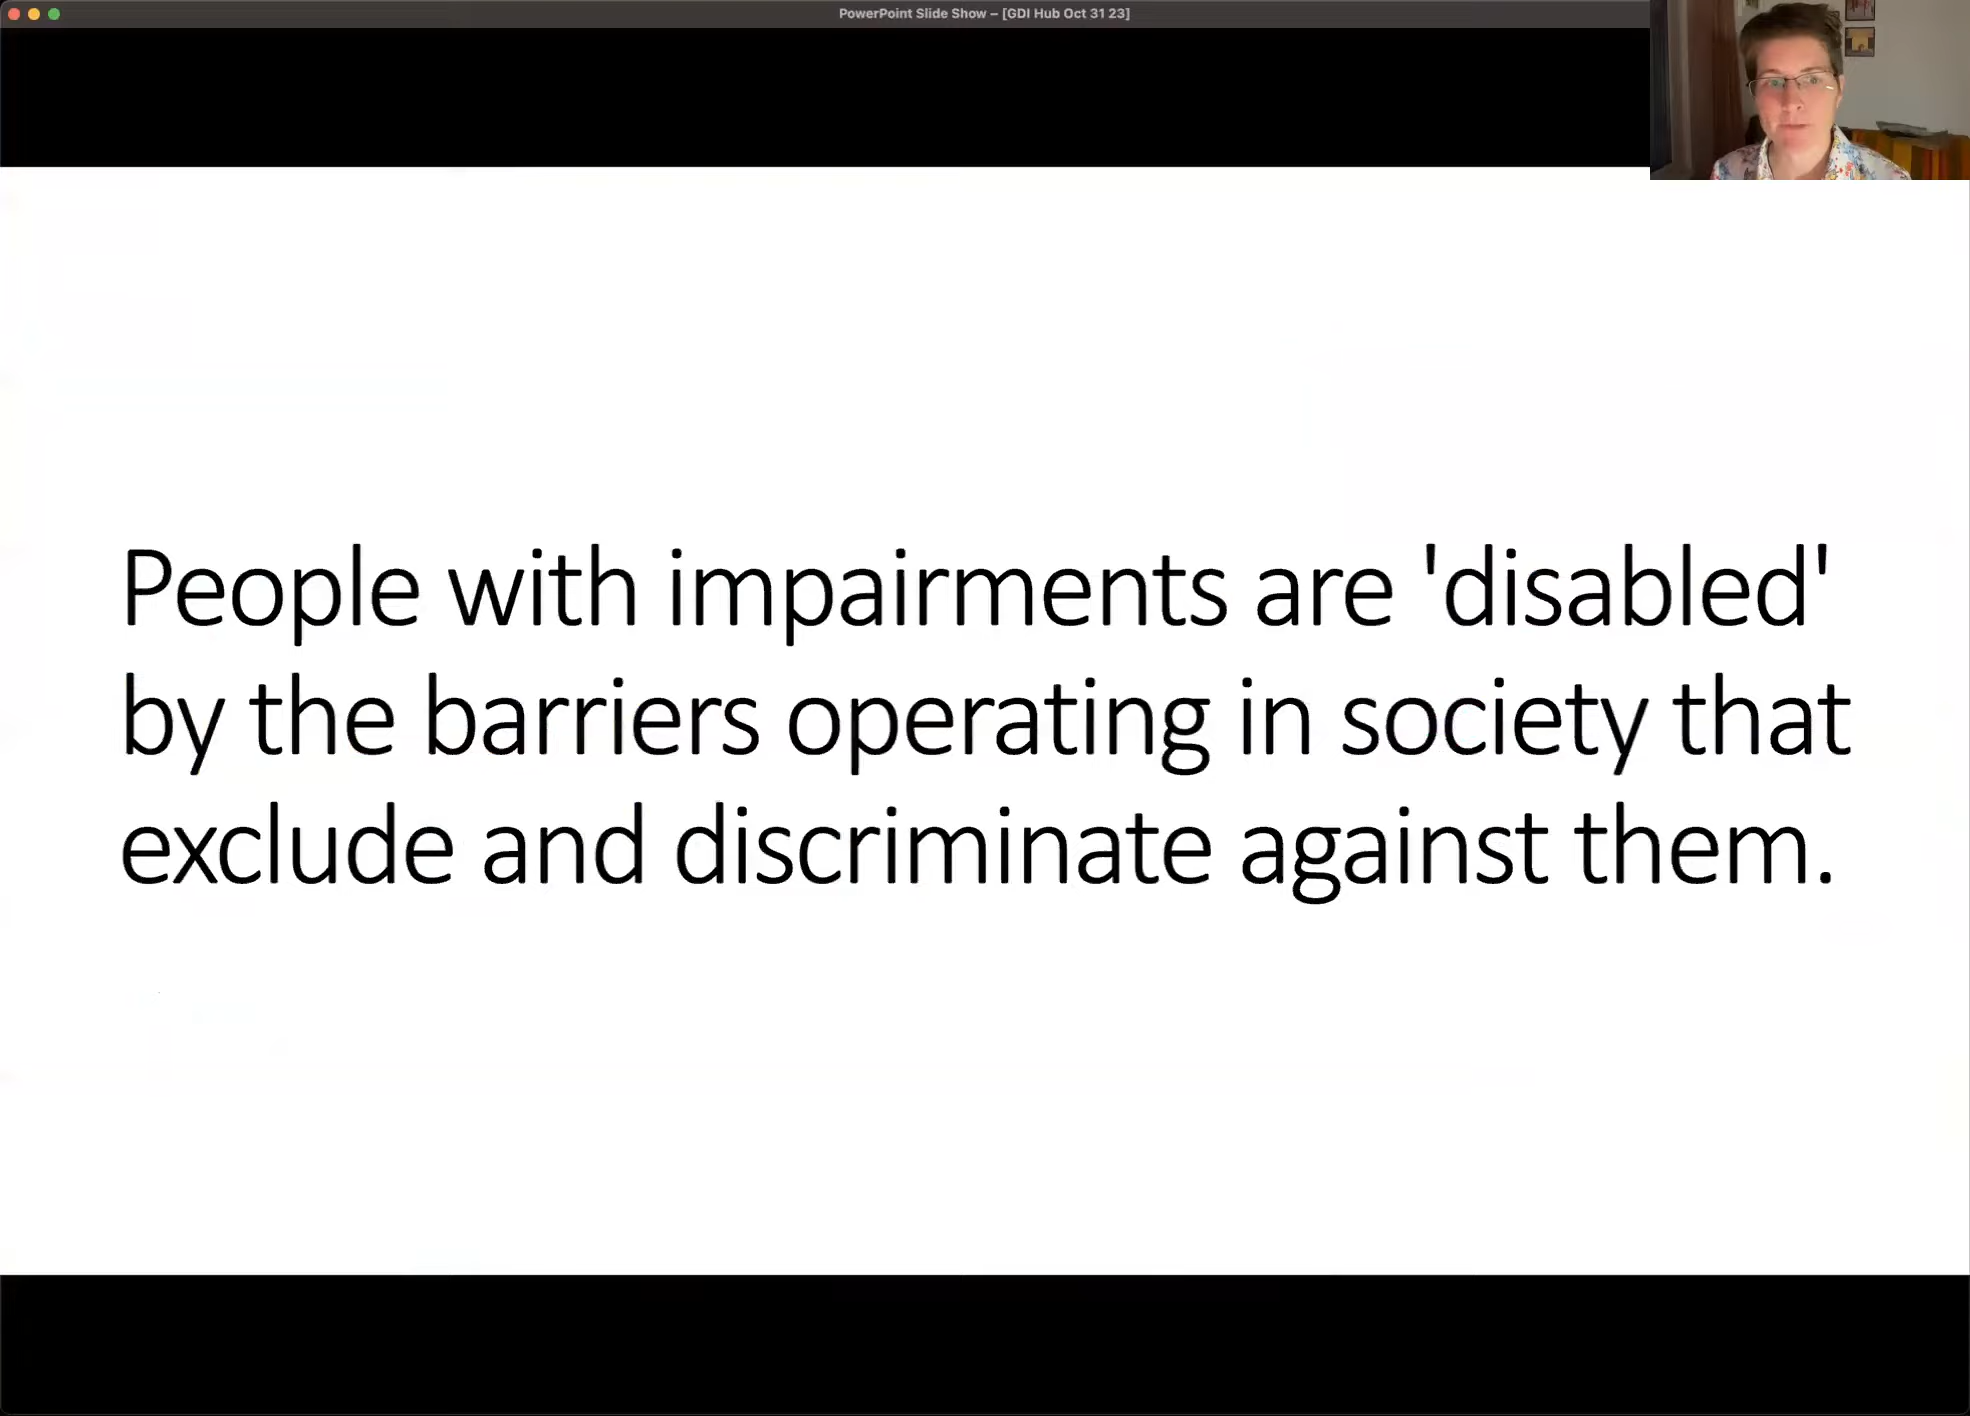 PowerPoint Slide Show – [GDI Hub Oct 31 23]
People with impairments are 'disabled'
by the barriers operating in society that
exclude and discriminate against them.